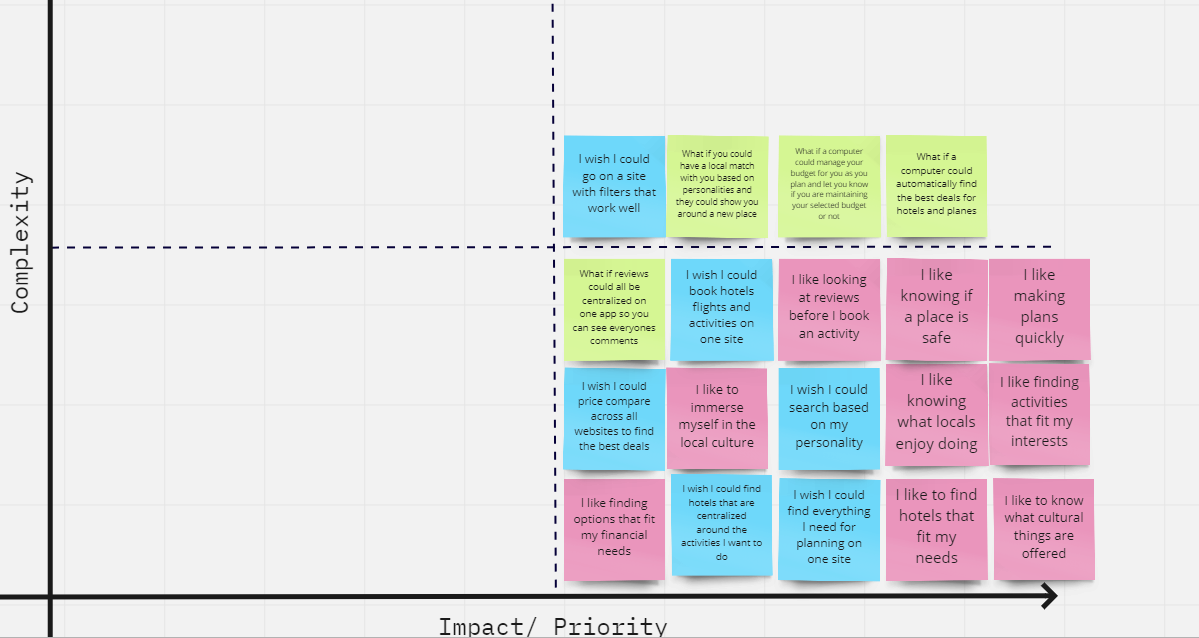 Complexity
I wish I could
go on a site
with filters that
work well
What if you could
have a local match
with you based on
personalities and
they could show you
around a new place
What if a computer
could manage your
budget for you as you
plan and let you know
if you are maintaining
your selected budget
or not
What if a
computer could
automatically find
the best deals for
hotels and planes
What if reviews
could all be
centralized on
one app so you
can see everyones
comments
I wish I could
book hotels
flights and
activities on
one site
I like looking
at reviews
before I book
an activity
I like
knowing if
a place is
safe
I like
making
plans
quickly
I wish I could
price compare
across all
websites to find
the best deals
I like to
immerse
myself in the
local culture
I wish I could
search based
on my
personality
I like
knowing
what locals
enjoy doing
I like finding
activities
that fit my
interests
I like finding
options that fit
my financial
needs
I wish I could find
hotels that are
centralized
around the
activities I want to
do
I wish I could
find everything
I need for
planning on
one site
I like to find
hotels that
fit my
needs
I like to know
what cultural
things are
offered
Impact/ Priority